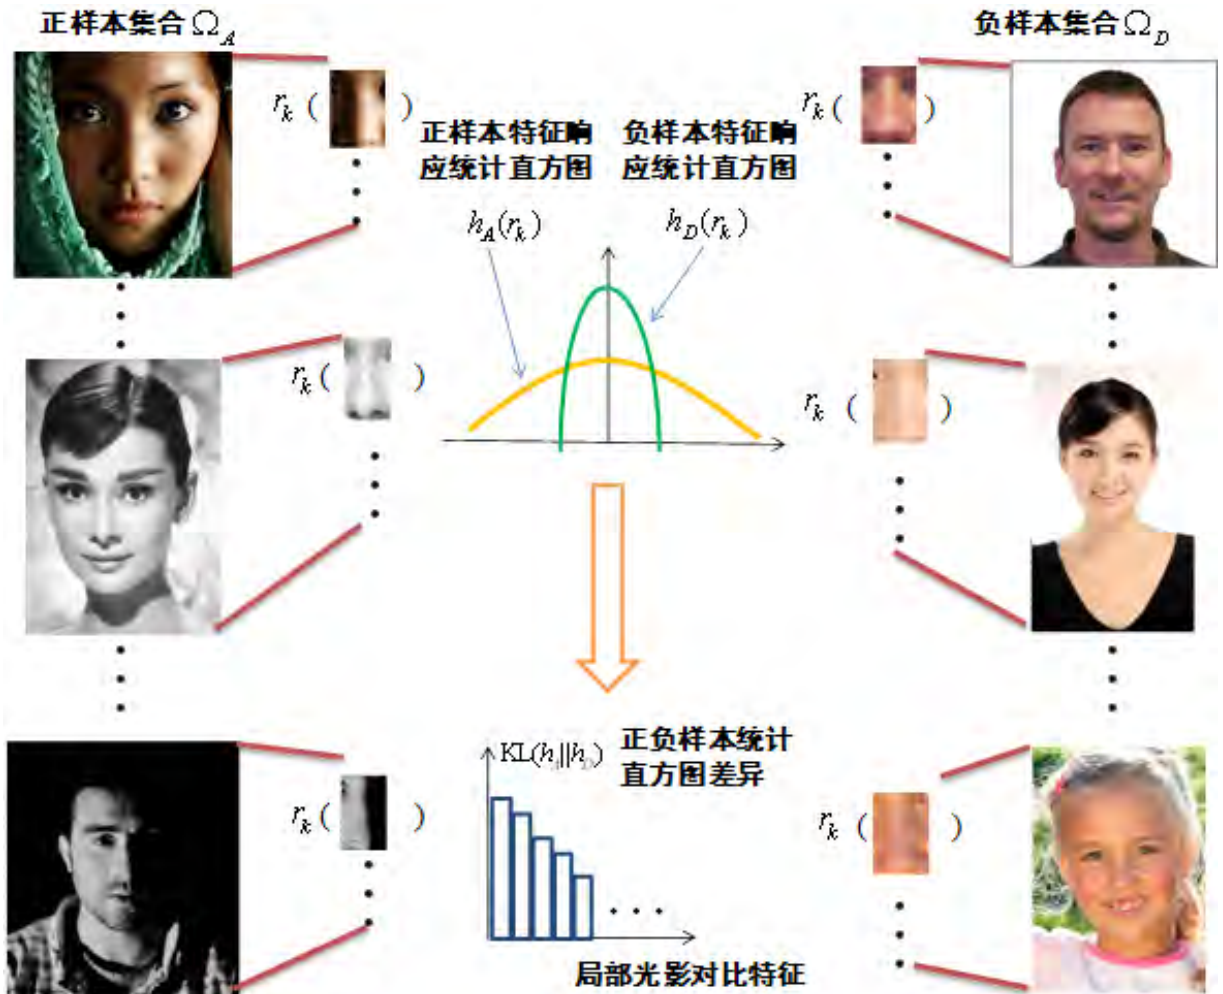 正样本集合 Ω_A
负样本集合 Ω_D
r_k ( )
r_k ( )
正样本特征响
应统计直方图
负样本特征响
应统计直方图
h_A(r_k)
h_D(r_k)
r_k ( )
r_k ( )
KL(h_A||h_D)
正负样本统计
直方图差异
r_k ( )
r_k ( )
局部光影对比特征